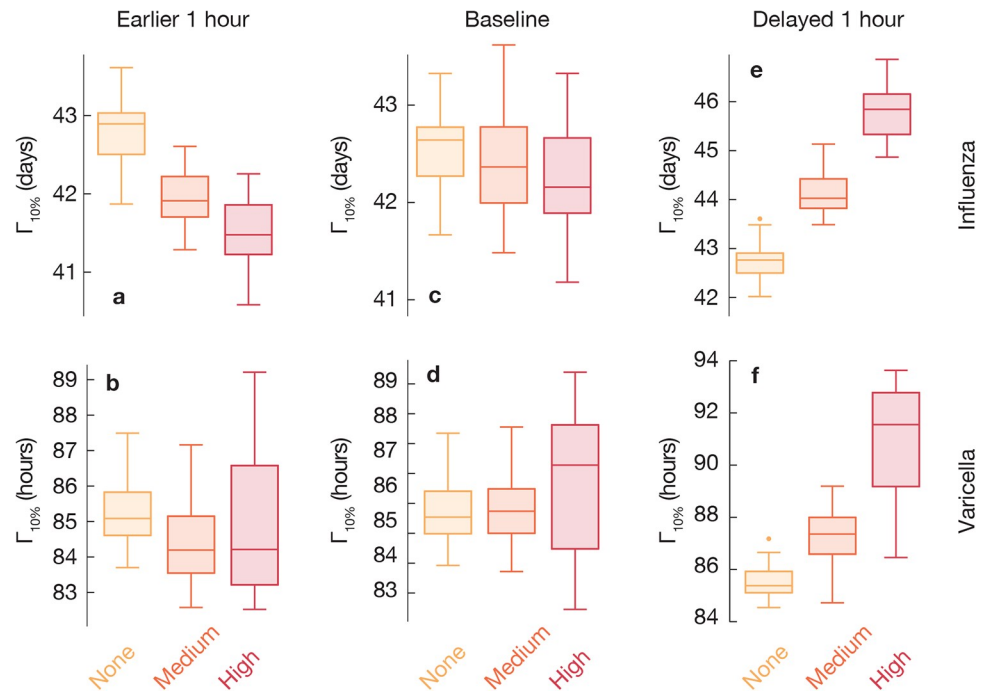 Earlier 1 hour
Baseline
Delayed 1 hour
Γ10% (days)
43
42
41
a
Γ10% (days)
43
42
41
c
Γ10% (days)
46
45
44
43
42
e
Influenza
Γ10% (hours)
89
88
87
86
85
84
83
b
Γ10% (hours)
89
88
86
85
84
83
d
Γ10% (hours)
94
92
90
88
86
84
f
Varicella
None
Medium
High
None
Medium
High
None
Medium
High